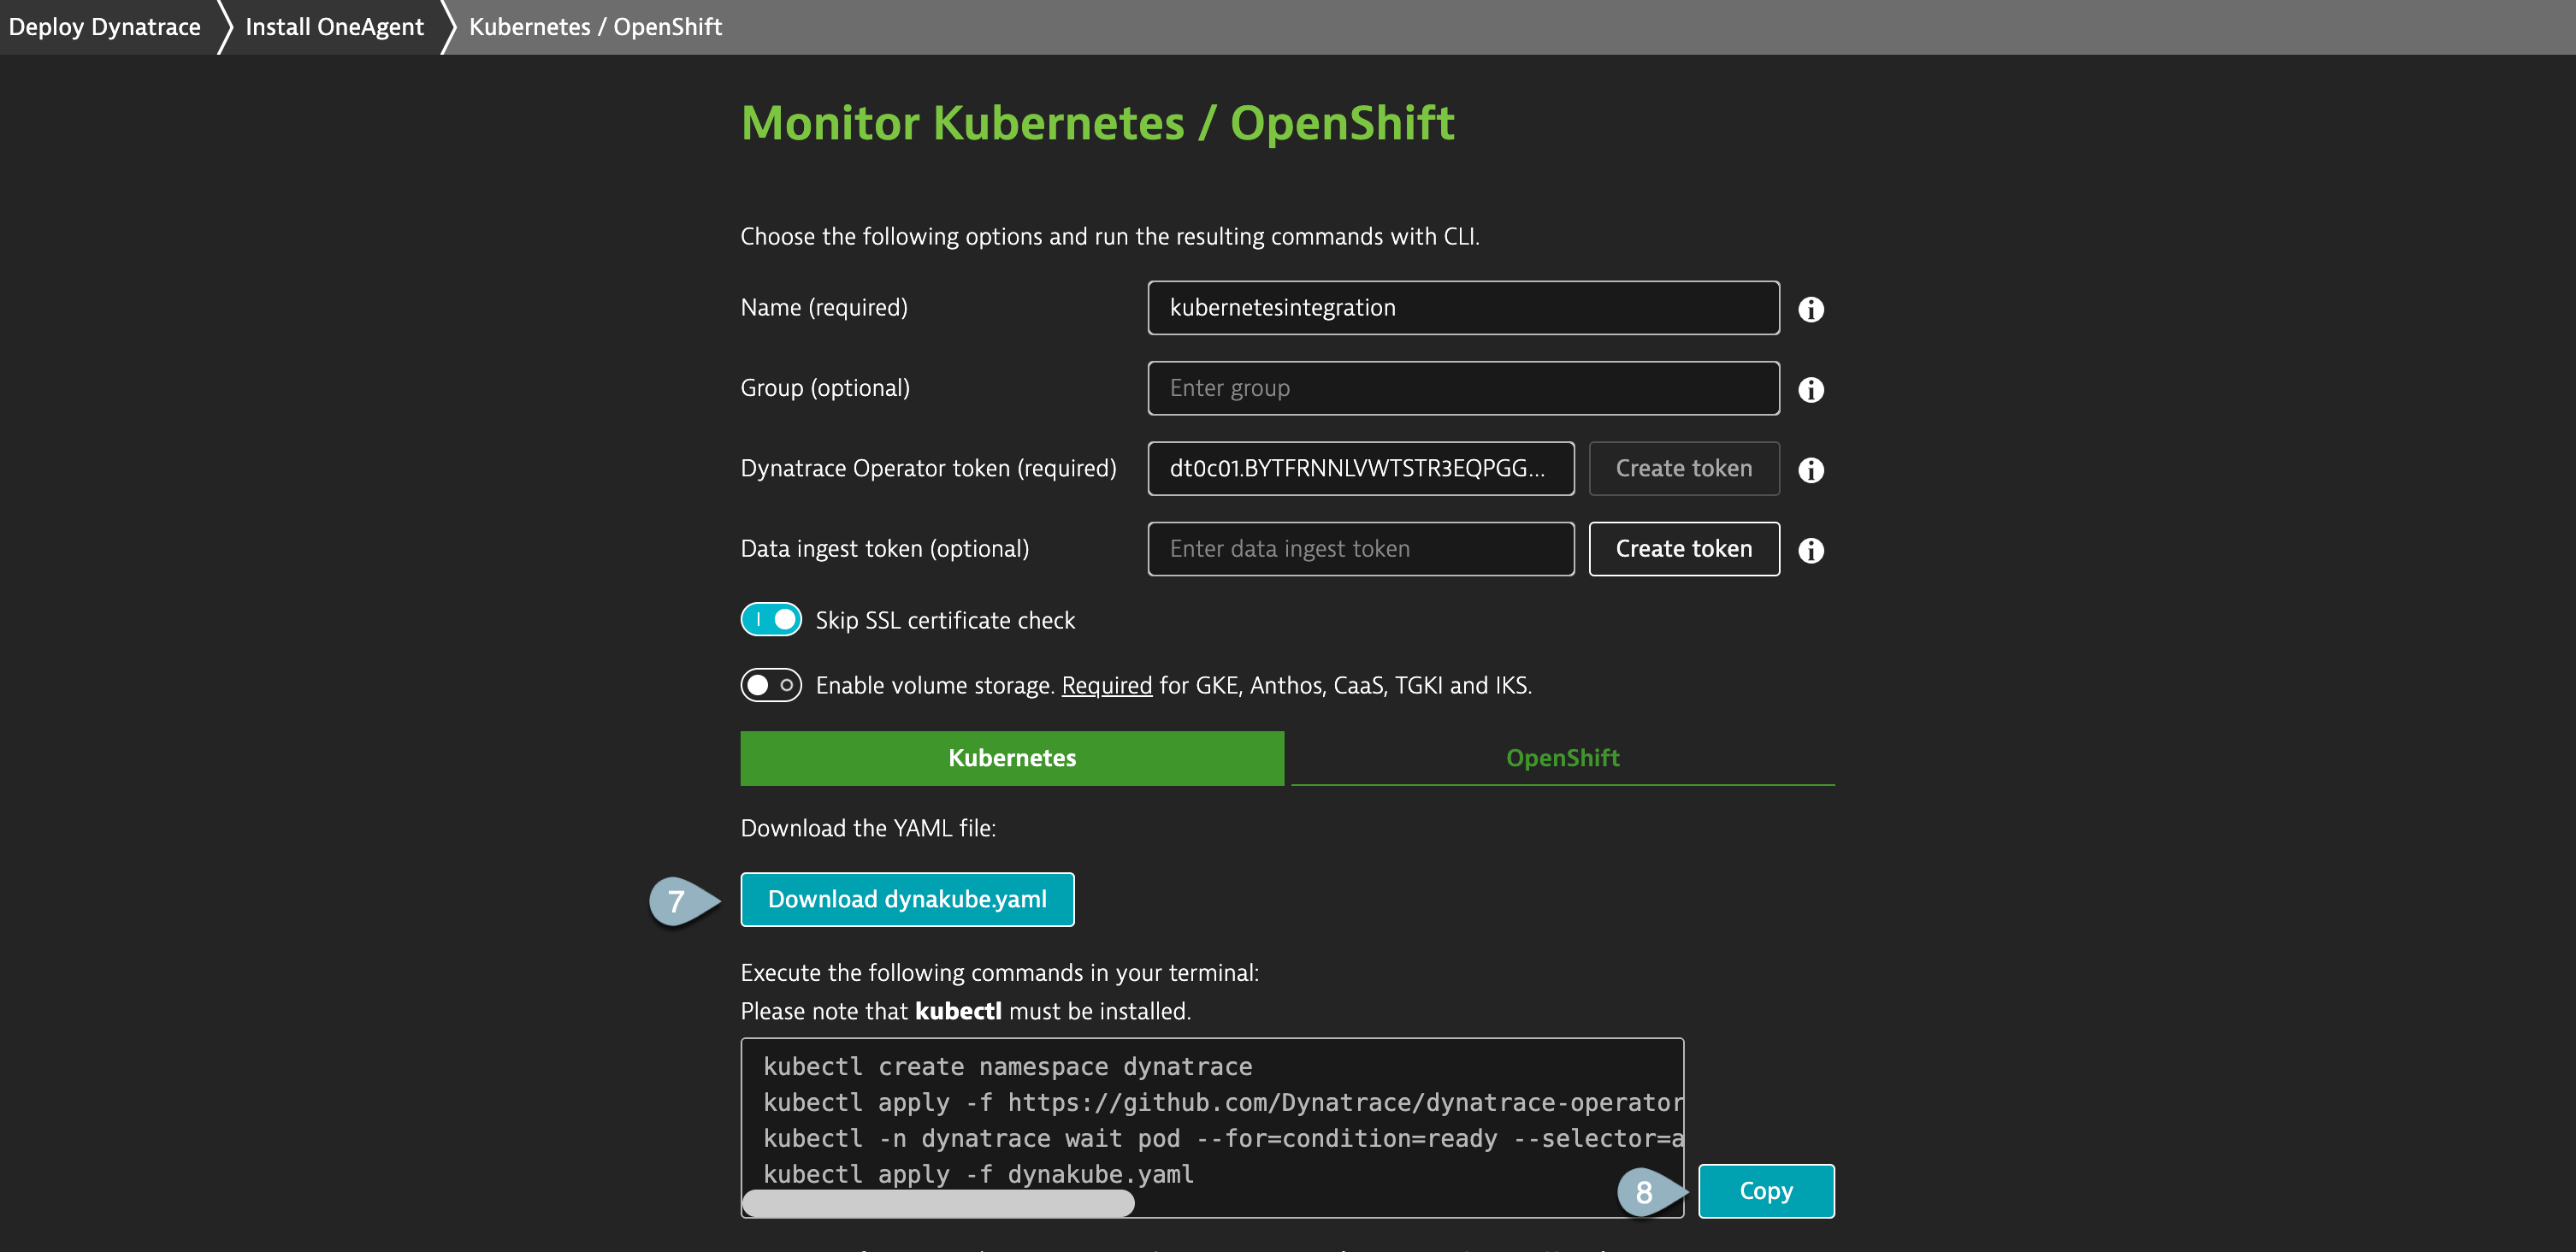 Deploy Dynatrace Install OneAgent Kubernetes / OpenShift
Monitor Kubernetes / OpenShift
Choose the following options and run the resulting commands with CLI.
Name (required) kubernetesintegration
Group (optional) Enter group
Dynatrace Operator token (required) dt0c01.BYTFRNNLVWTSTR3EQPGG... Create token
Data ingest token (optional) Enter data ingest token Create token
Skip SSL certificate check
Enable volume storage. Required for GKE, Anthos, CaaS, TGKI and IKS.
Kubernetes OpenShift
Download the YAML file:
7 Download dynakube.yaml
Execute the following commands in your terminal:
Please note that kubectl must be installed.
kubectl create namespace dynatrace
kubectl apply -f https://github.com/Dynatrace/dynatrace-operator
kubectl -n dynatrace wait pod --for=condition=ready --selector=a
kubectl apply -f dynakube.yaml
8 Copy